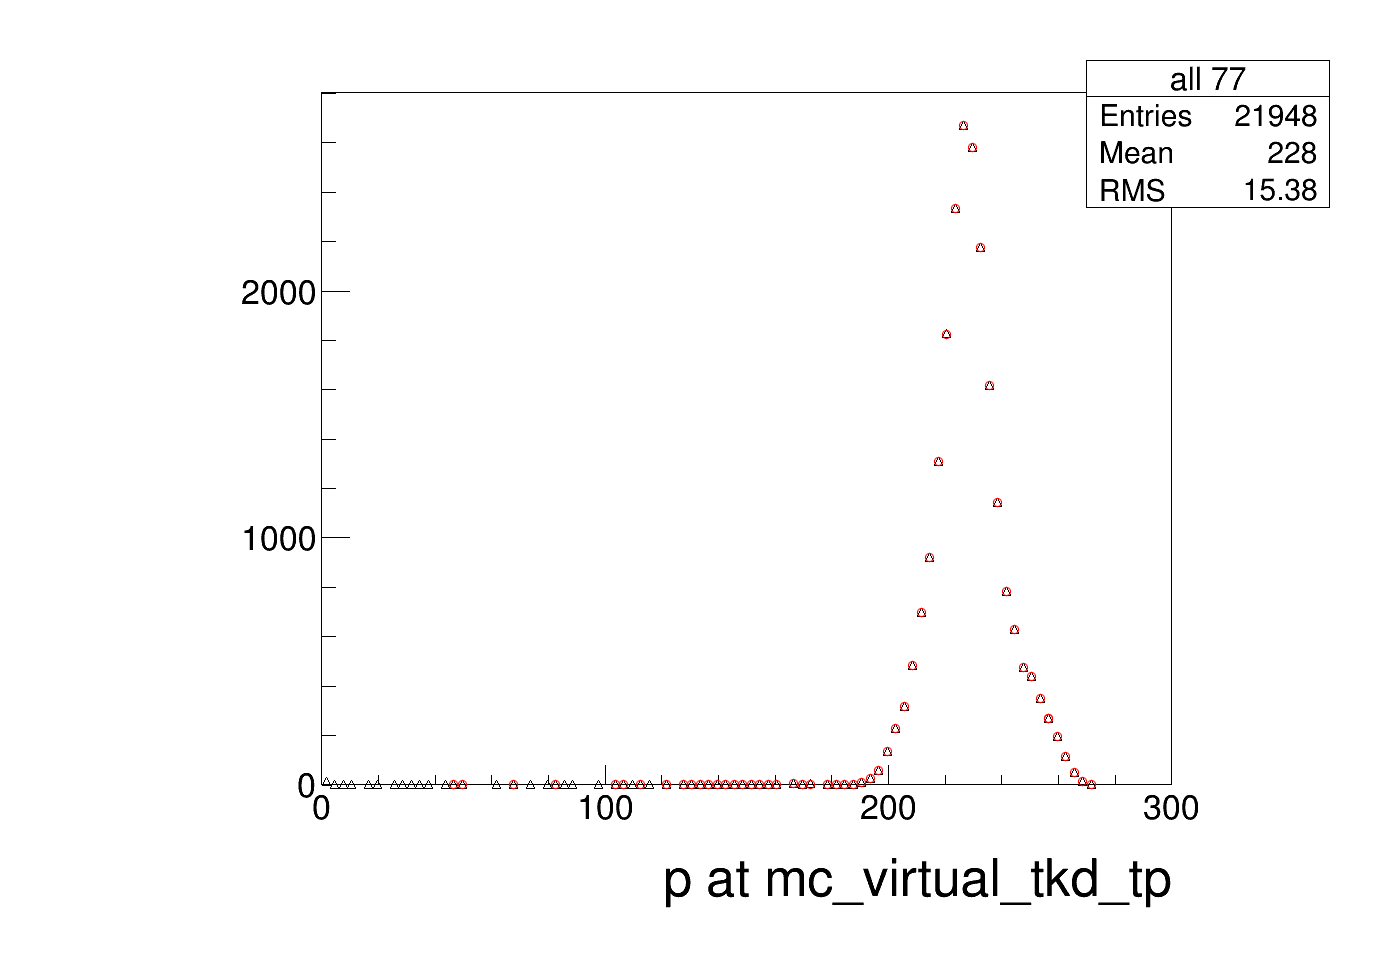 all 77
Entries 21948
Mean 228
RMS 15.38
2000
1000
0
0 100 200 300
p at mc_virtual_tkd_tp